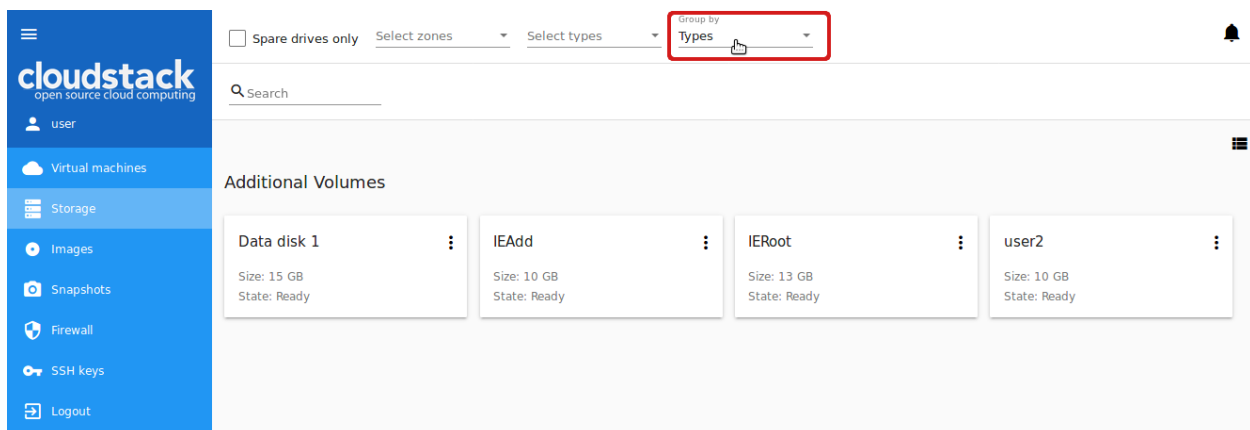 cloudstack
open source cloud computing
user
Virtual machines
Storage
Images
Snapshots
Firewall
SSH keys
Logout
Spare drives only
Select zones
Select types
Group by
Types
Search
Additional Volumes
Data disk 1
Size: 15 GB
State: Ready
IEAdd
Size: 10 GB
State: Ready
IERoot
Size: 13 GB
State: Ready
user2
Size: 10 GB
State: Ready